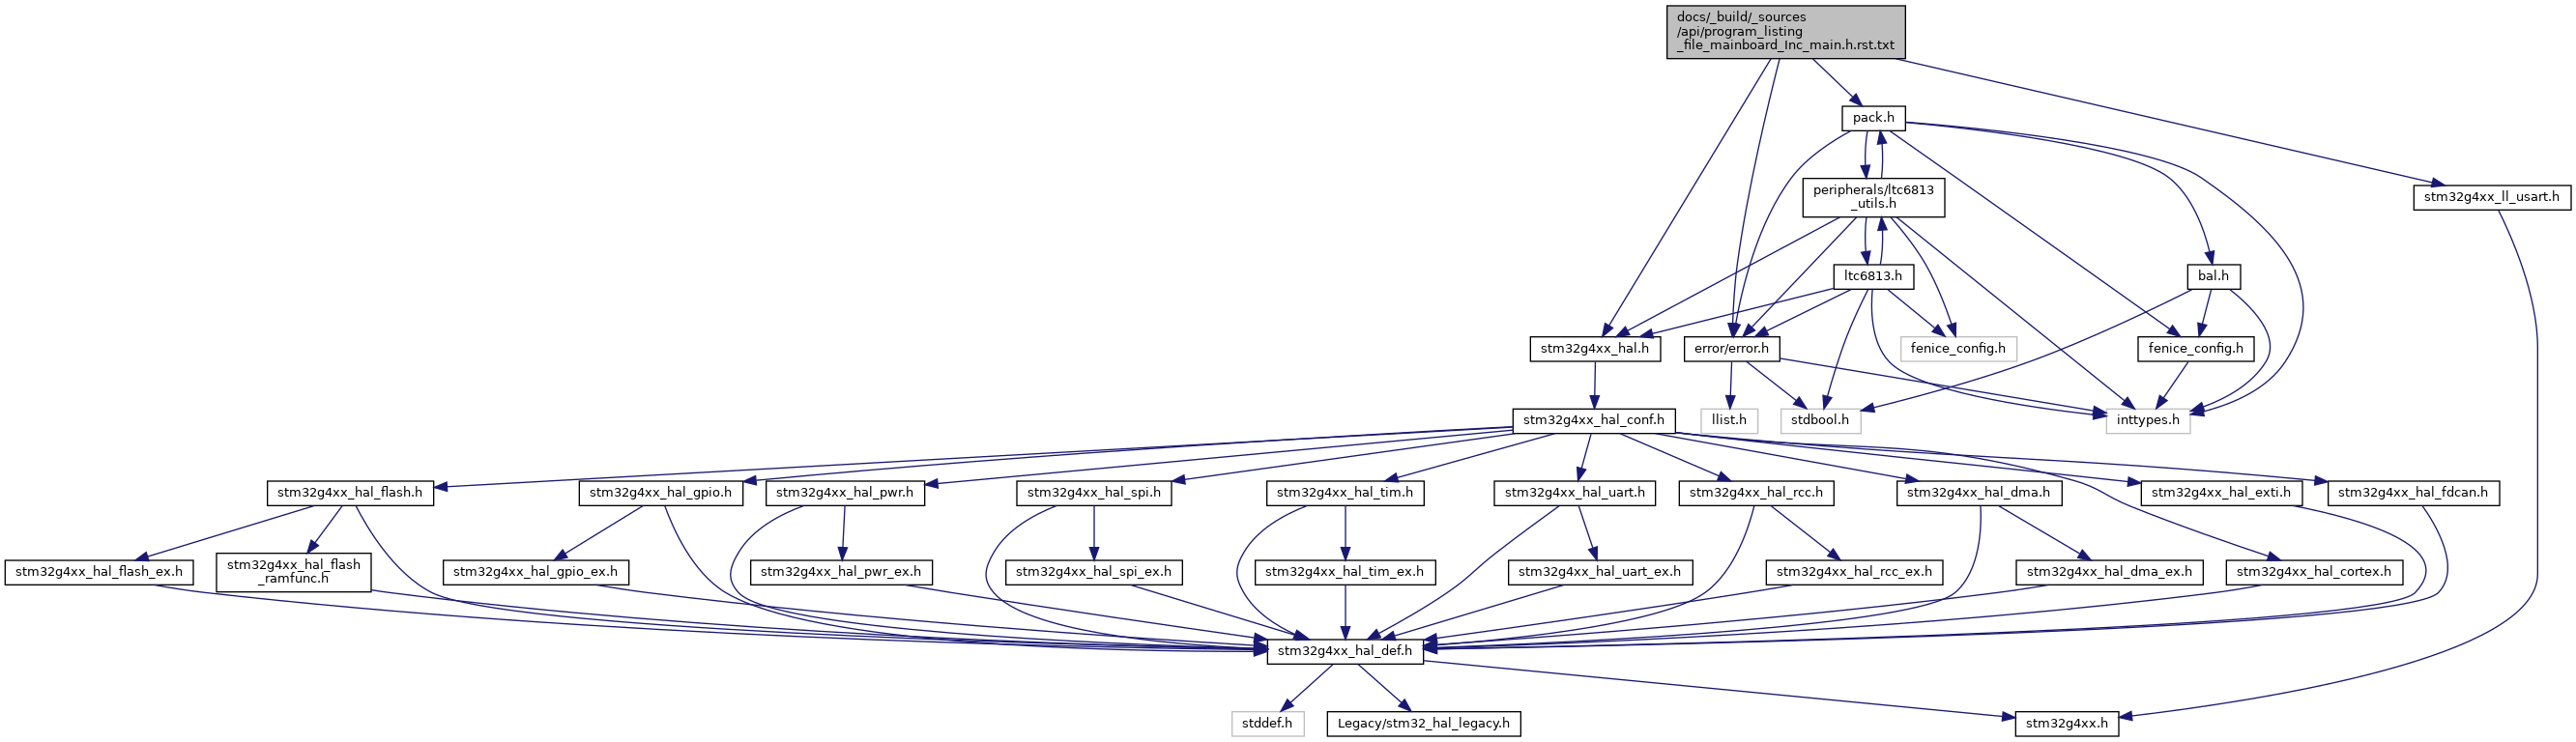 docs/_build/_sources
/api/program_listing
_file_mainboard_Inc_main.h.rst.txt
pack.h
peripherals/ltc6813
_utils.h
stm32g4xx_ll_usart.h
ltc6813.h
bal.h
stm32g4xx_hal.h
error/error.h
fenice_config.h
fenice_config.h
stm32g4xx_hal_conf.h
llist.h
stdbool.h
inttypes.h
stm32g4xx_hal_flash.h
stm32g4xx_hal_gpio.h
stm32g4xx_hal_pwr.h
stm32g4xx_hal_spi.h
stm32g4xx_hal_tim.h
stm32g4xx_hal_uart.h
stm32g4xx_hal_rcc.h
stm32g4xx_hal_dma.h
stm32g4xx_hal_exti.h
stm32g4xx_hal_fdcan.h
stm32g4xx_hal_flash_ex.h
stm32g4xx_hal_flash
_ramfunc.h
stm32g4xx_hal_gpio_ex.h
stm32g4xx_hal_pwr_ex.h
stm32g4xx_hal_spi_ex.h
stm32g4xx_hal_tim_ex.h
stm32g4xx_hal_uart_ex.h
stm32g4xx_hal_rcc_ex.h
stm32g4xx_hal_dma_ex.h
stm32g4xx_hal_cortex.h
stm32g4xx_hal_def.h
stddef.h
Legacy/stm32_hal_legacy.h
stm32g4xx.h